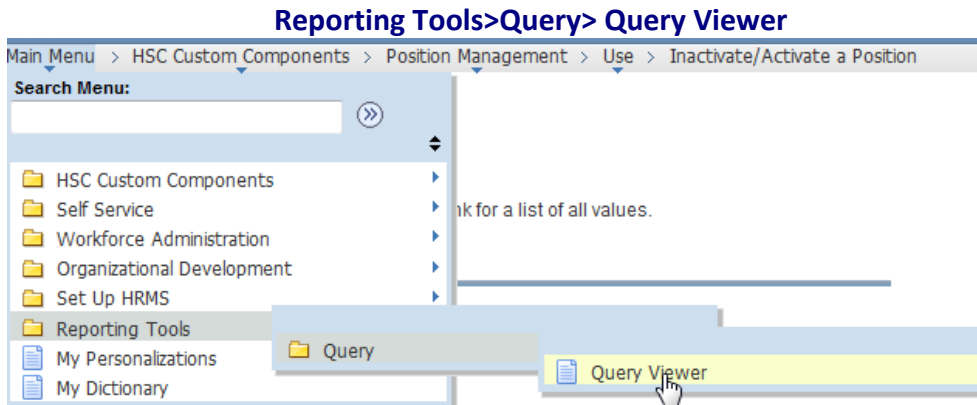 Reporting Tools>Query> Query Viewer
Main Menu > HSC Custom Components > Position Management > Use > Inactivate/Activate a Position
Search Menu:
HSC Custom Components
Self Service
nk for a list of all values.
Workforce Administration
Organizational Development
Set Up HRMS
Reporting Tools
Query
Query Viewer
My Personalizations
My Dictionary